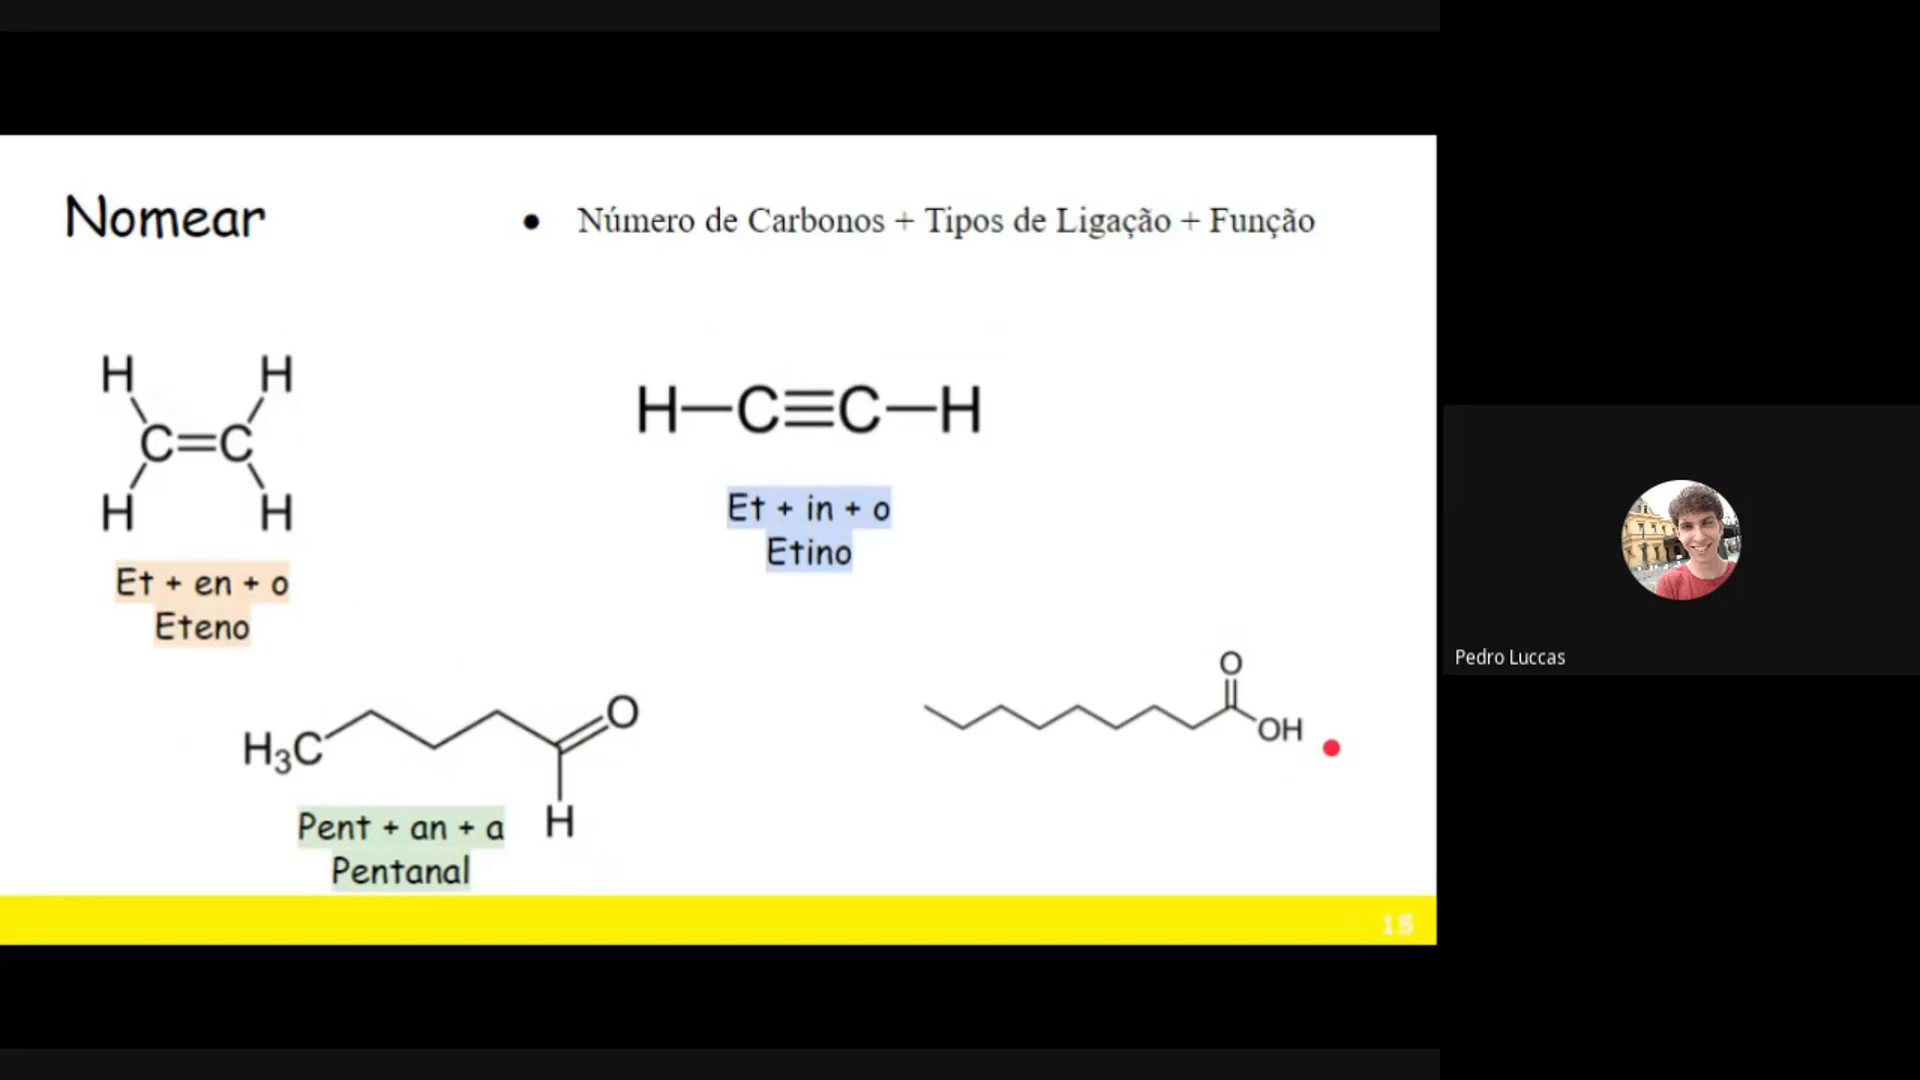 Nomear
● Número de Carbonos + Tipos de Ligação + Função
H H
C=C
H H
Et + en + o
Eteno
H—C≡C—H
Et + in + o
Etino
H₃C O
H
Pent + an + a
Pentanal
O
OH
15
Pedro Luccas